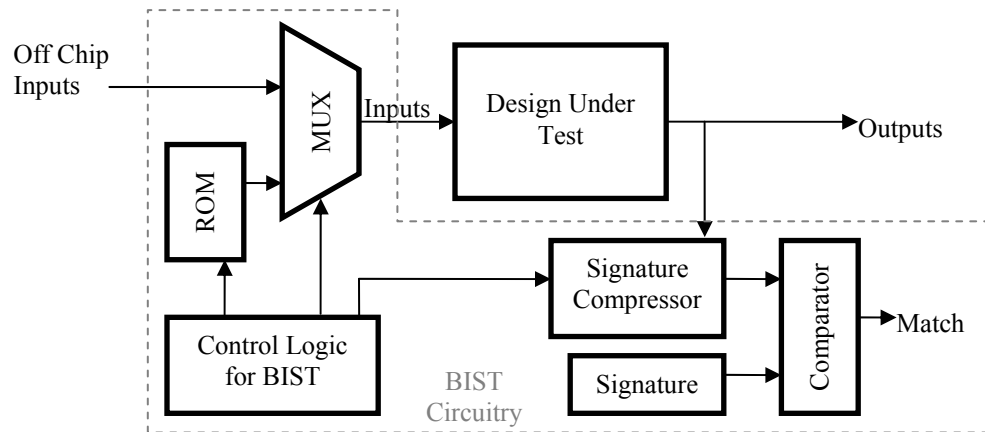 Off Chip
Inputs
MUX
Inputs
Design Under
Test
Outputs
ROM
Signature
Compressor
Comparator
Match
Control Logic
for BIST
BIST
Circuitry
Signature